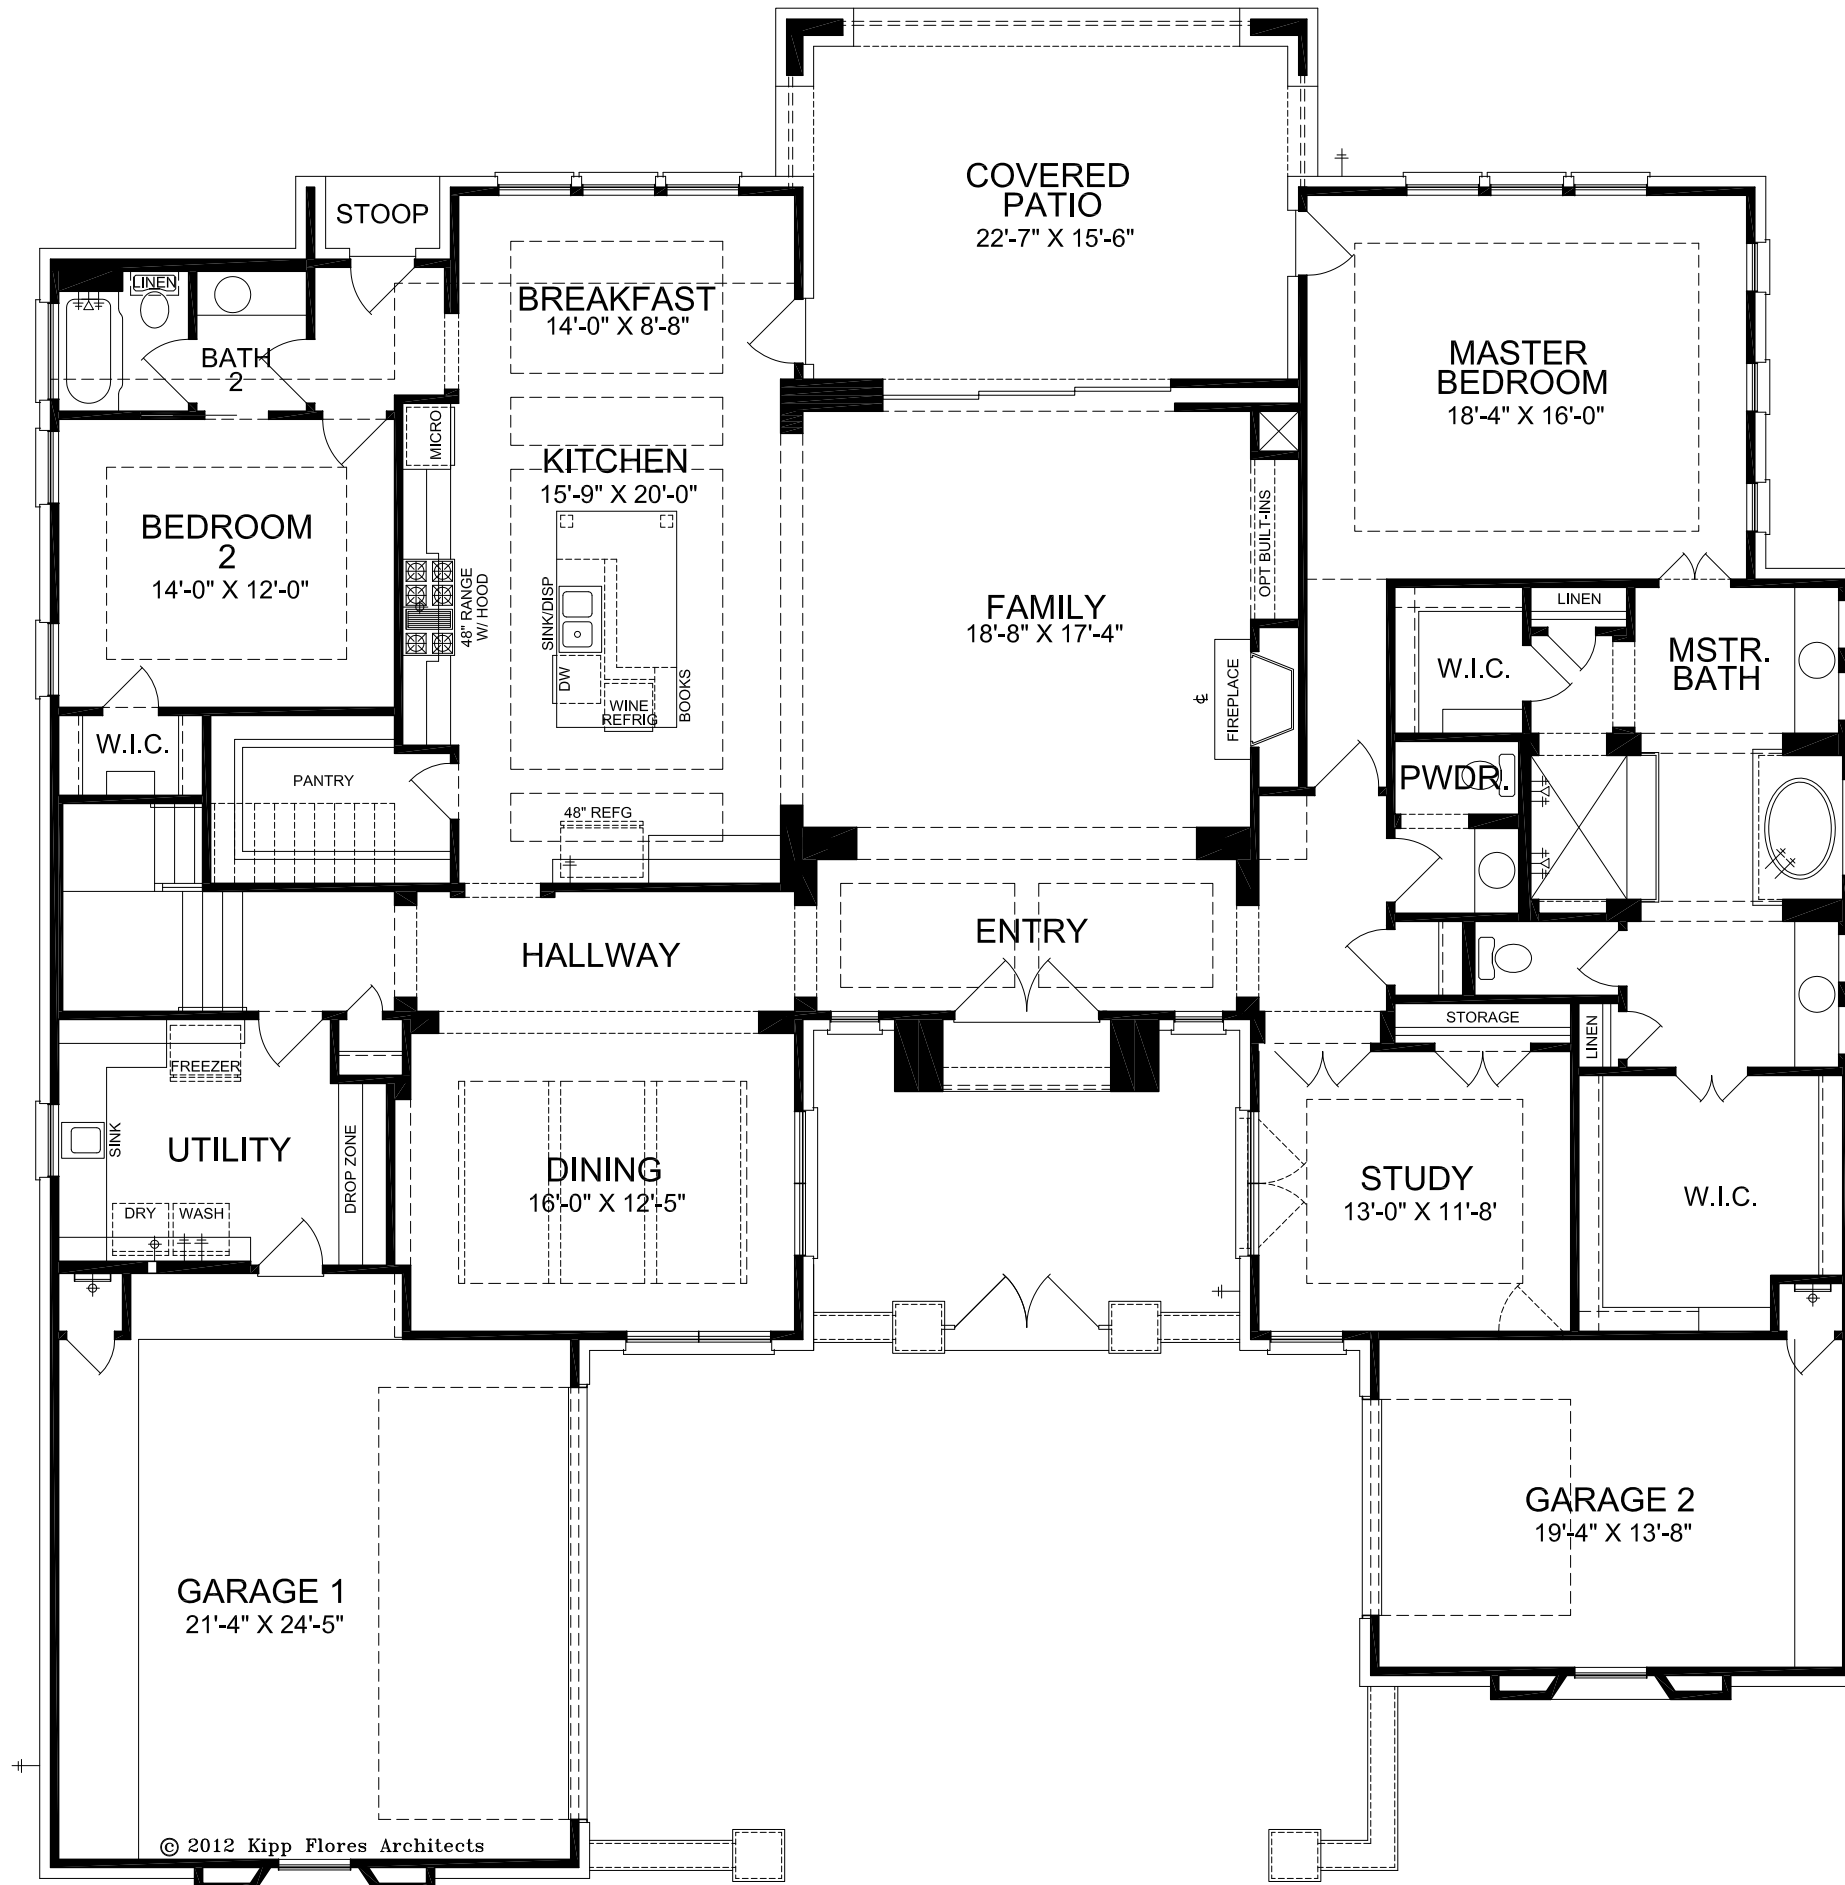 COVERED
PATIO
22'-7" X 15'-6"
STOOP
LINEN
BATH
2
BREAKFAST
14'-0" X 8'-8"
MASTER
BEDROOM
18'-4" X 16'-0"
MICRO
KITCHEN
15'-9" X 20'-0"
BEDROOM
2
14'-0" X 12'-0"
48" RANGE
W/ HOOD
SINK/DISP
DW
WINE
REFRIG
BOOKS
FAMILY
18'-8" X 17'-4"
OPT BUILT-INS
FIREPLACE
LINEN
W.I.C.
MSTR.
BATH
W.I.C.
PANTRY
48" REFG
PWDR.
HALLWAY
ENTRY
STORAGE
LINEN
FREEZER
SINK
UTILITY
DROP ZONE
DRY
WASH
DINING
16'-0" X 12'-5"
STUDY
13'-0" X 11'-8'
W.I.C.
GARAGE 2
19'-4" X 13'-8"
GARAGE 1
21'-4" X 24'-5"
© 2012 Kipp Flores Architects